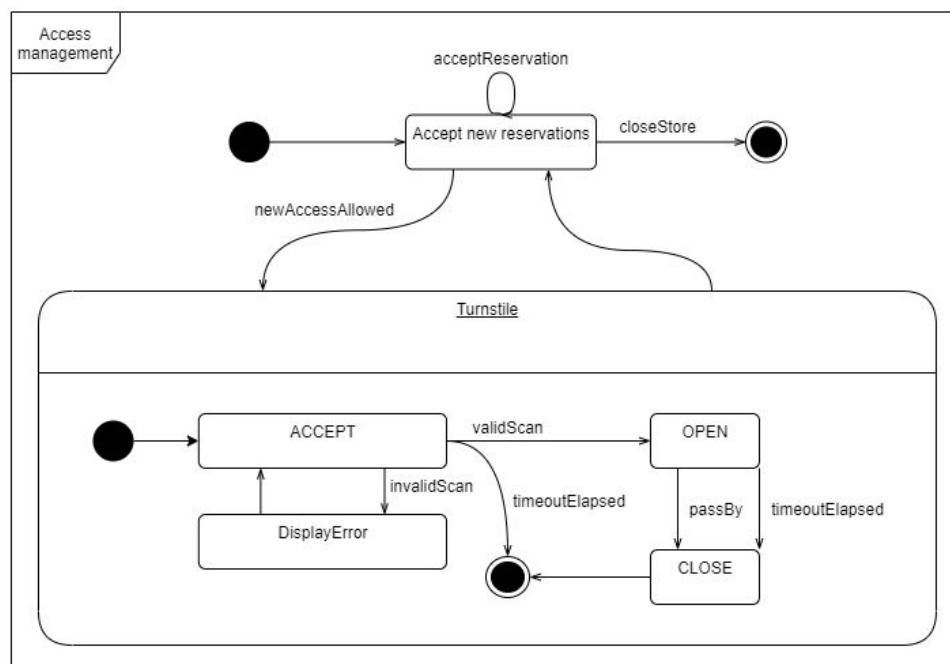 Access
management
acceptReservation
Accept new reservations
closeStore
newAccessAllowed
Turnstile
ACCEPT
validScan
OPEN
invalidScan
timeoutElapsed
passBy
timeoutElapsed
DisplayError
CLOSE